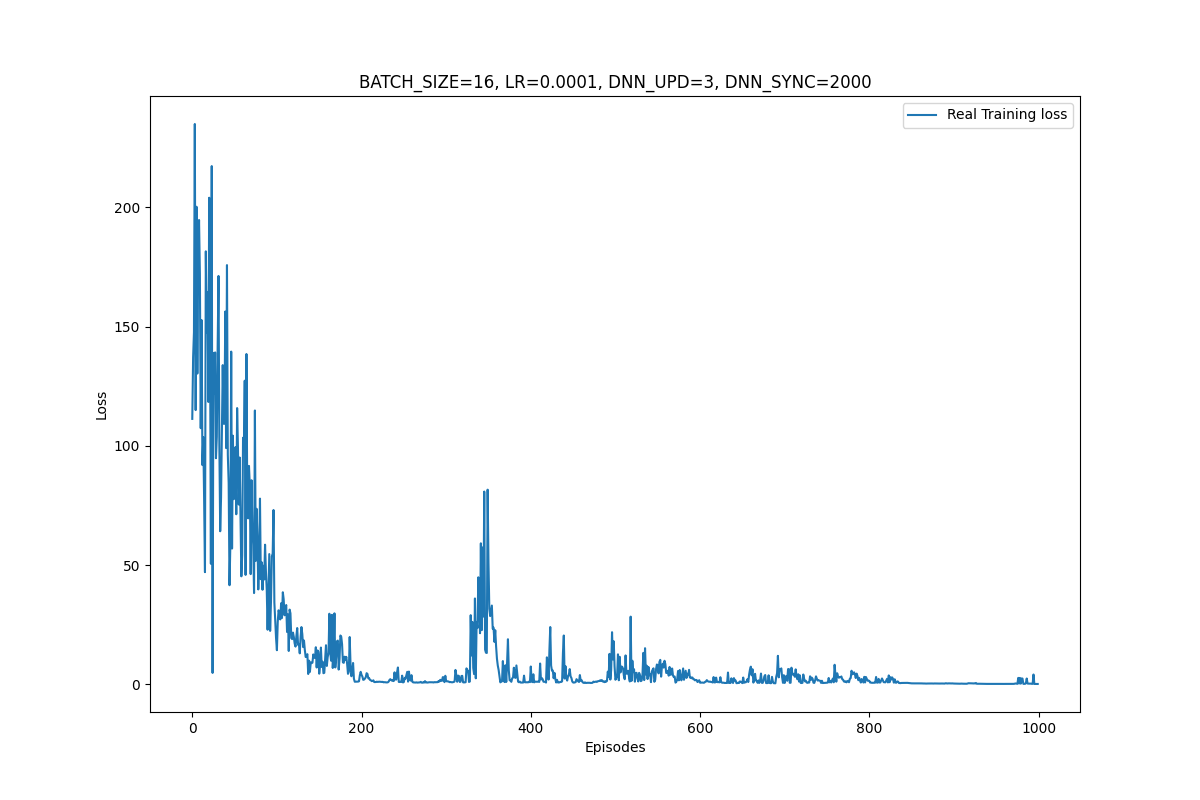 BATCH_SIZE=16, LR=0.0001, DNN_UPD=3, DNN_SYNC=2000
Real Training loss
200
150
100
50
0
Loss
0 200 400 600 800 1000
Episodes